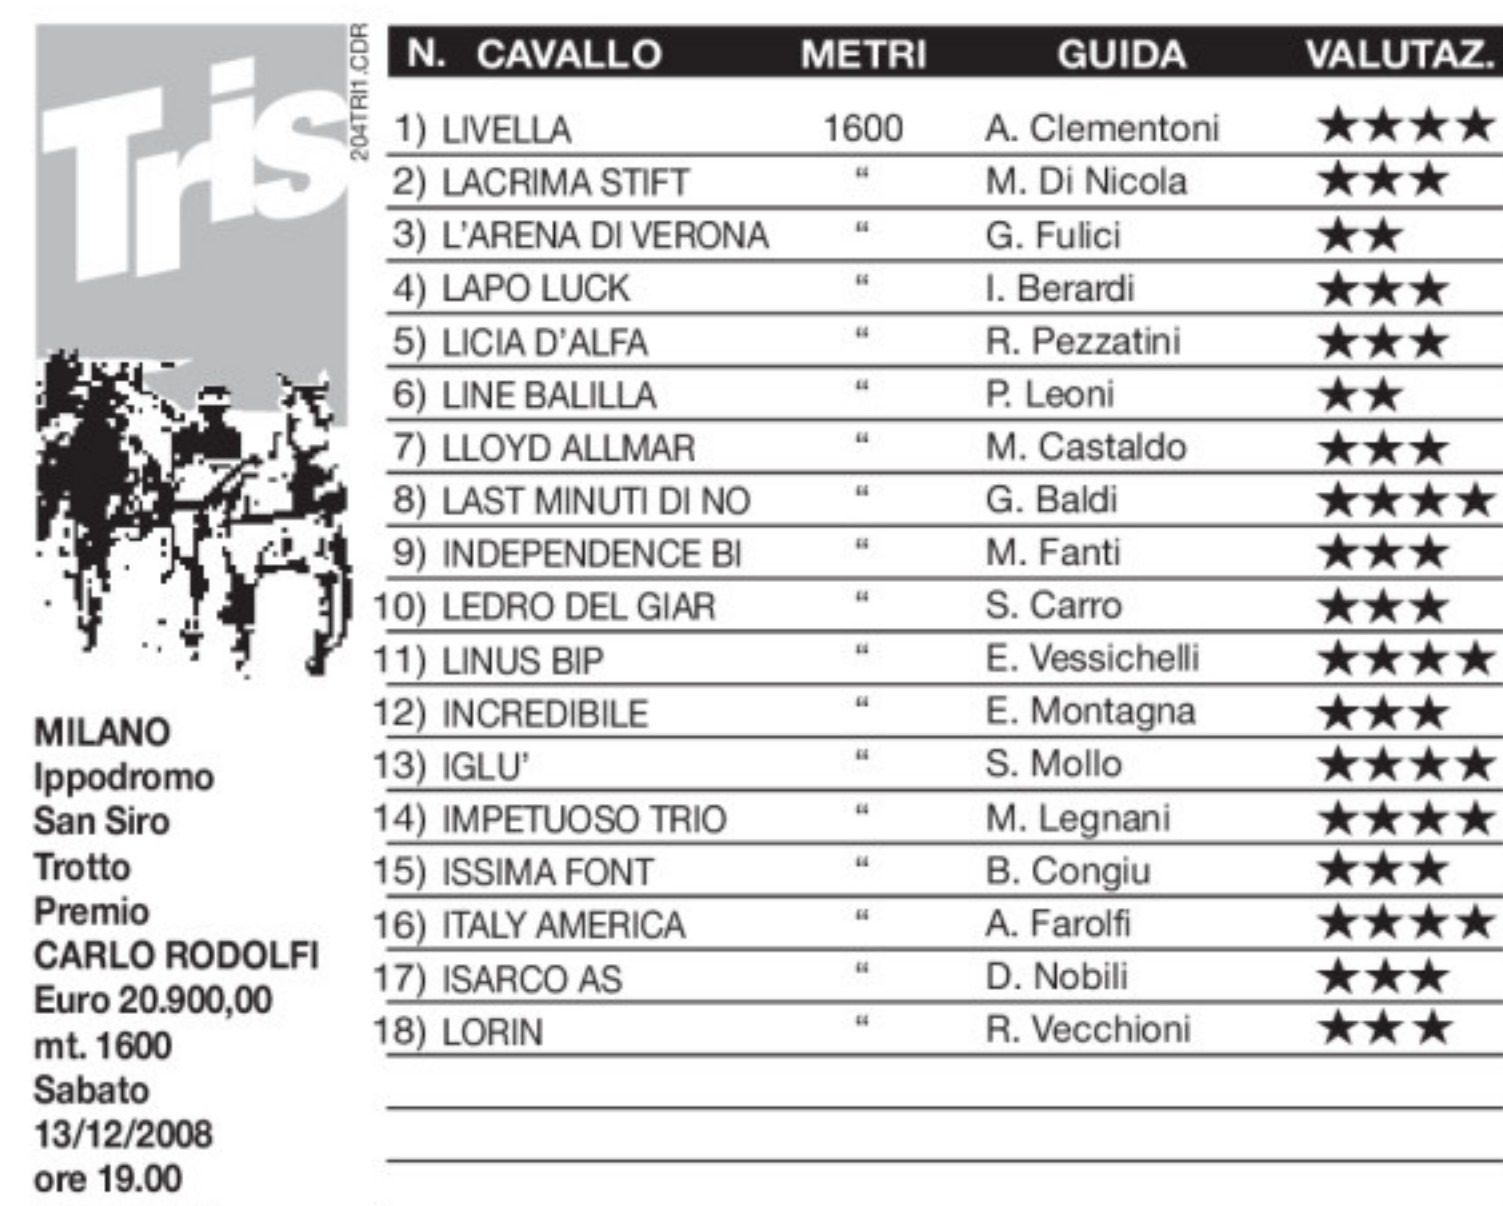 Tris
204TRI1.CDR
N. CAVALLO METRI GUIDA VALUTAZ.
1) LIVELLA 1600 A. Clementoni ★★★★
2) LACRIMA STIFT “ M. Di Nicola ★★★
3) L’ARENA DI VERONA “ G. Fulici ★★
4) LAPO LUCK “ I. Berardi ★★★
5) LICIA D’ALFA “ R. Pezzatini ★★★
6) LINE BALILLA “ P. Leoni ★★
7) LLOYD ALLMAR “ M. Castaldo ★★★
8) LAST MINUTI DI NO “ G. Baldi ★★★★
9) INDEPENDENCE BI “ M. Fanti ★★★
10) LEDRO DEL GIAR “ S. Carro ★★★
11) LINUS BIP “ E. Vessichelli ★★★★
12) INCREDIBILE “ E. Montagna ★★★
13) IGLU’ “ S. Mollo ★★★★
14) IMPETUOSO TRIO “ M. Legnani ★★★★
15) ISSIMA FONT “ B. Congiu ★★★
16) ITALY AMERICA “ A. Farolfi ★★★★
17) ISARCO AS “ D. Nobili ★★★
18) LORIN “ R. Vecchioni ★★★
MILANO
Ippodromo
San Siro
Trotto
Premio
CARLO RODOLFI
Euro 20.900,00
mt. 1600
Sabato
13/12/2008
ore 19.00